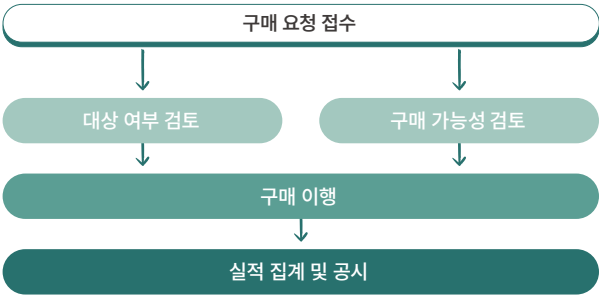 구매 요청 접수
대상 여부 검토
구매 가능성 검토
구매 이행
실적 집계 및 공시